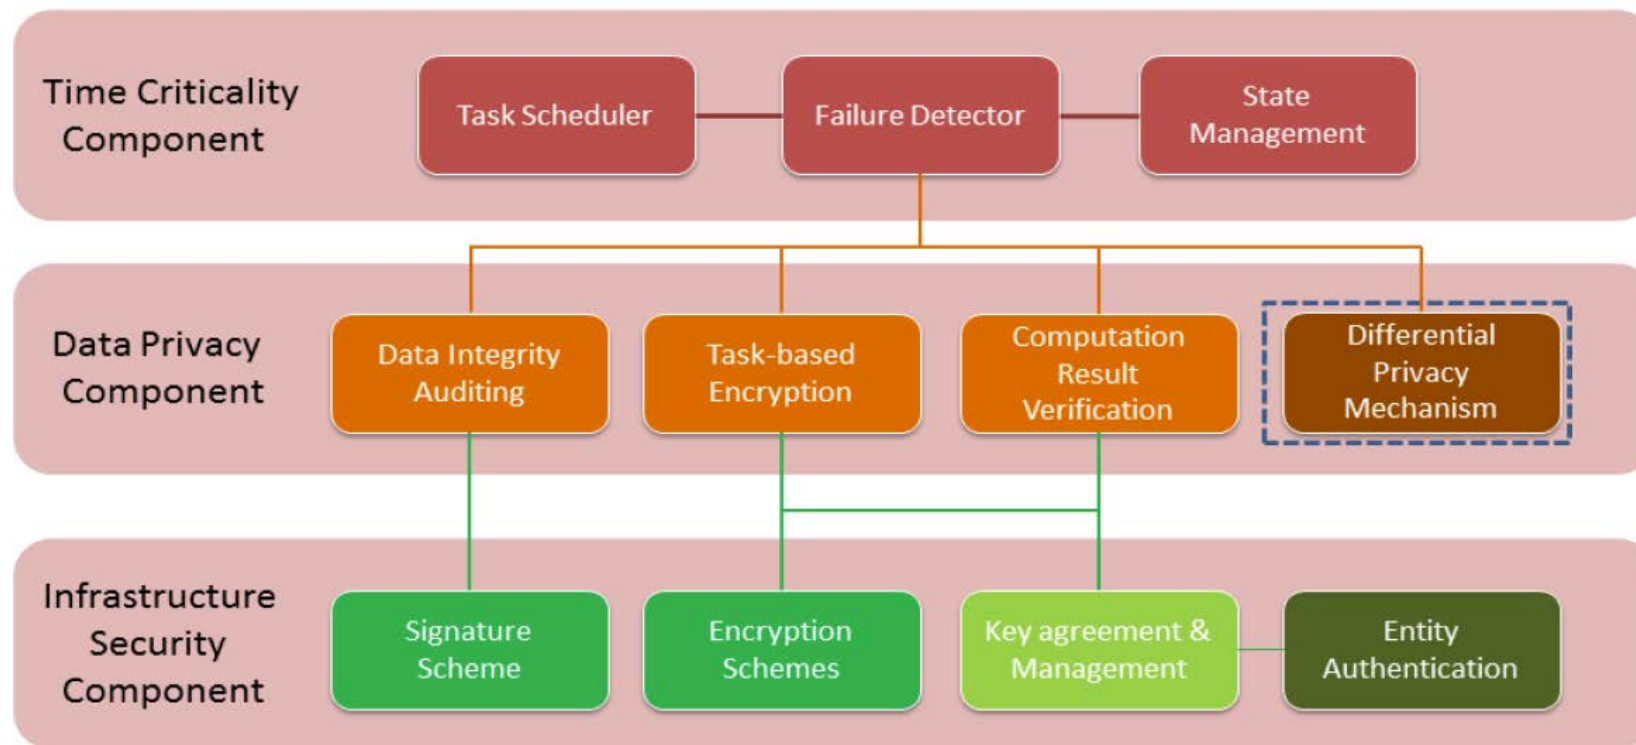 Time Criticality
Component
Task Scheduler
Failure Detector
State
Management
Data Privacy
Component
Data Integrity
Auditing
Task-based
Encryption
Computation
Result
Verification
Differential
Privacy
Mechanism
Infrastructure
Security
Component
Signature
Scheme
Encryption
Schemes
Key agreement &
Management
Entity
Authentication